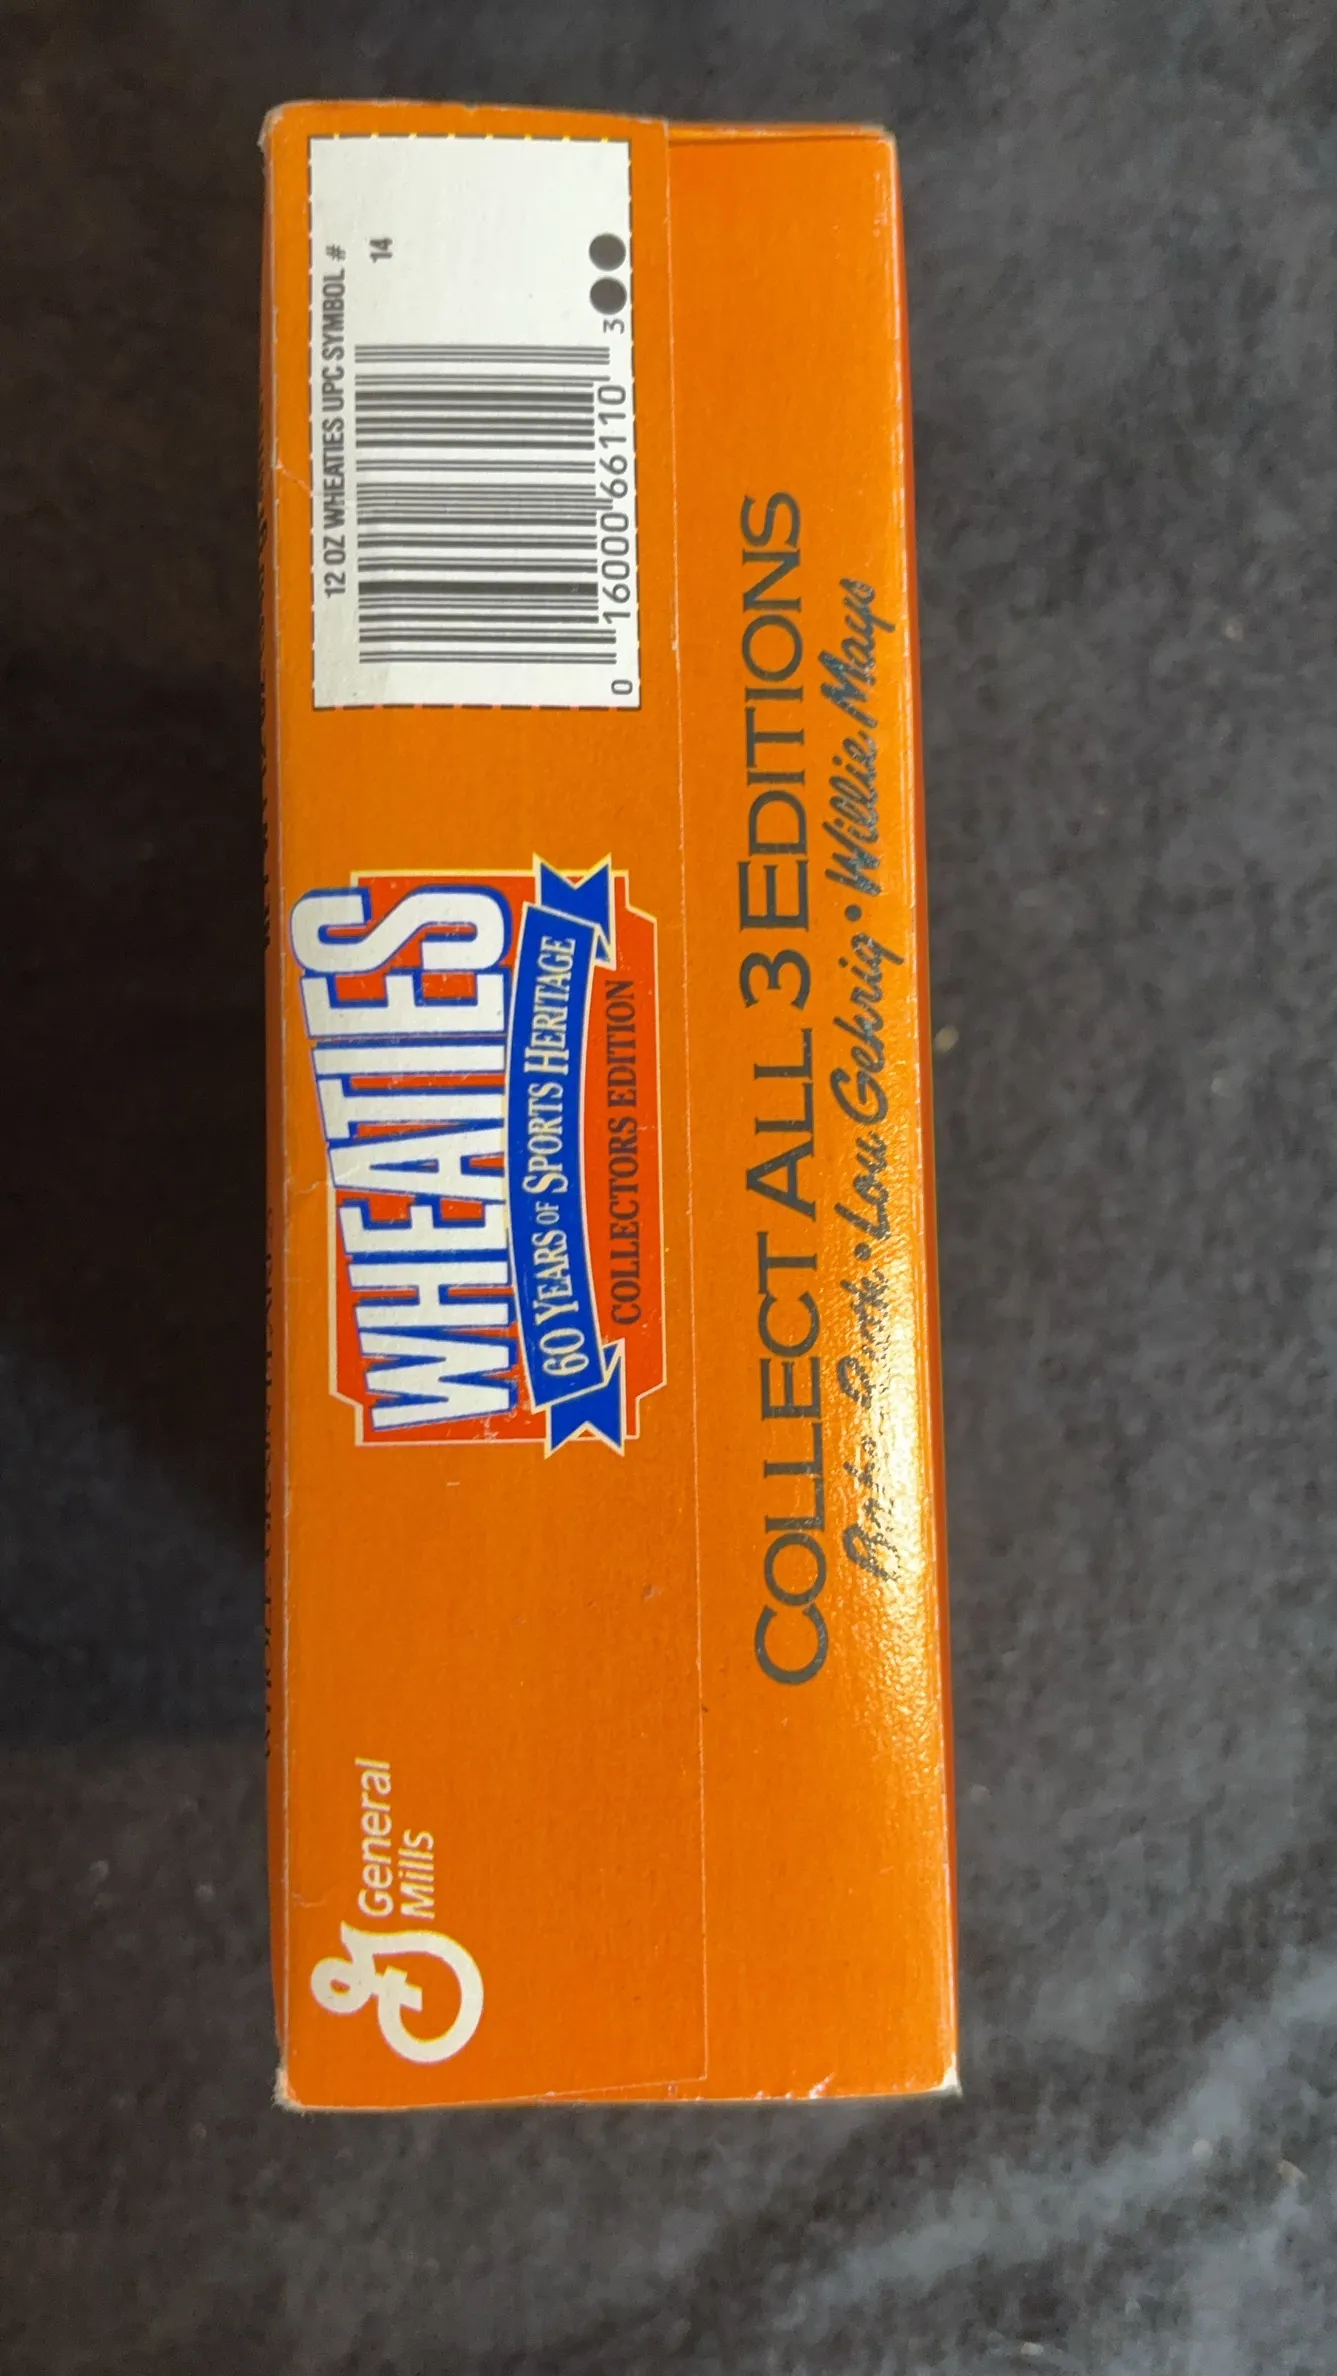 General
Mills
WHEATIES
60 YEARS OF SPORTS HERITAGE
COLLECTORS EDITION
12 OZ WHEATIES UPC SYMBOL #
14
0 16000 66110 3
COLLECT ALL 3 EDITIONS
Babe Ruth • Lou Gehrig • Willie Mays